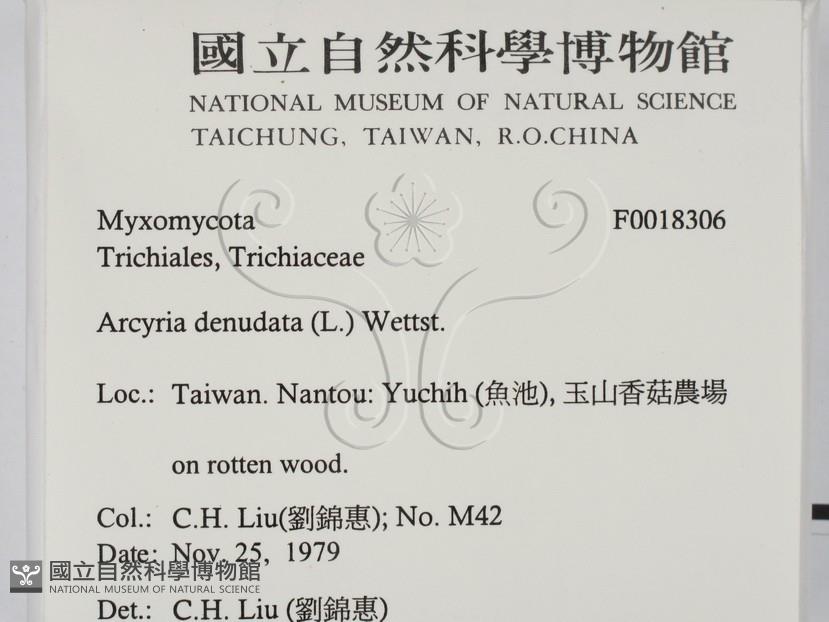 國立自然科學博物館
NATIONAL MUSEUM OF NATURAL SCIENCE
TAICHUNG, TAIWAN, R.O.CHINA
Myxomycota F0018306
Trichiales, Trichiaceae
Arcyria denudata (L.) Wettst.
Loc.: Taiwan. Nantou: Yuchih (魚池), 玉山香菇農場
on rotten wood.
Col.: C.H. Liu(劉錦惠); No. M42
Date: Nov. 25, 1979
國立自然科學博物館
NATIONAL MUSEUM OF NATURAL SCIENCE
Det.: C.H. Liu (劉錦惠)